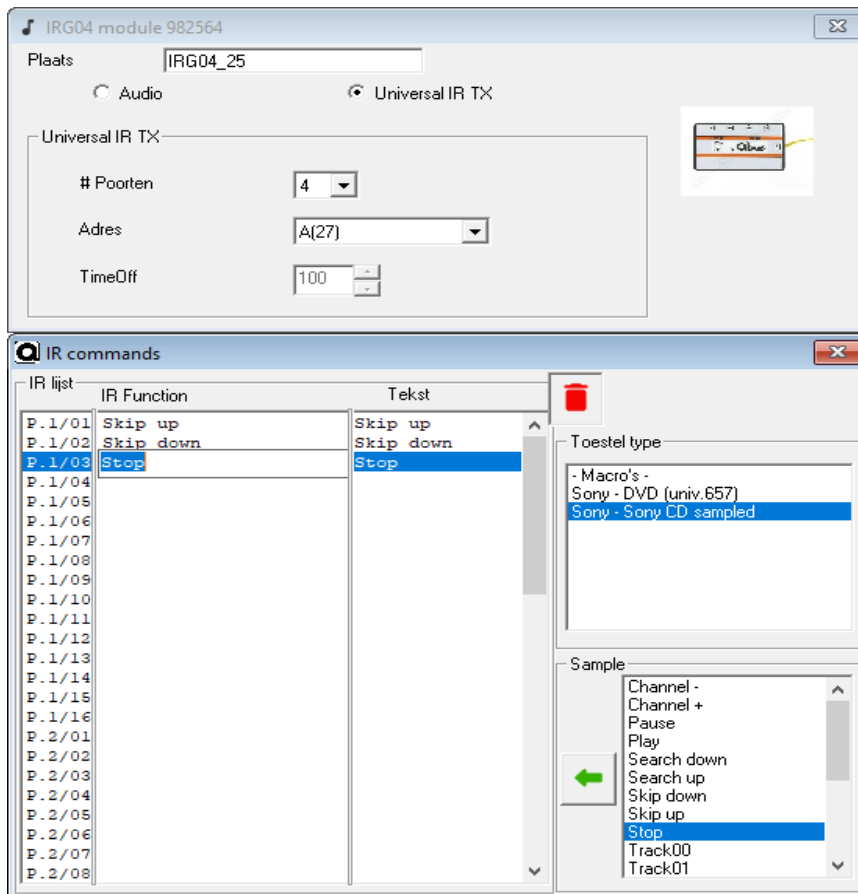 IRG04 module 982564
Plaats IRG04_25
Audio Universal IR TX
Universal IR TX
# Poorten 4
Adres A(27)
TimeOff 100
Qbus
IR commands
IR lijst IR Function Tekst
P.1/01 Skip up Skip up
P.1/02 Skip down Skip down
P.1/03 Stop Stop
P.1/04
P.1/05
P.1/06
P.1/07
P.1/08
P.1/09
P.1/10
P.1/11
P.1/12
P.1/13
P.1/14
P.1/15
P.1/16
P.2/01
P.2/02
P.2/03
P.2/04
P.2/05
P.2/06
P.2/07
P.2/08
Toestel type
- Macro's -
Sony - DVD (univ.657)
Sony - Sony CD sampled
Sample
Channel -
Channel +
Pause
Play
Search down
Search up
Skip down
Skip up
Stop
Track00
Track01